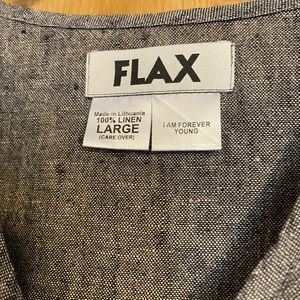 FLAX
Made in Lithuania
100% LINEN
LARGE
(CARE OVER)
I AM FOREVER
YOUNG